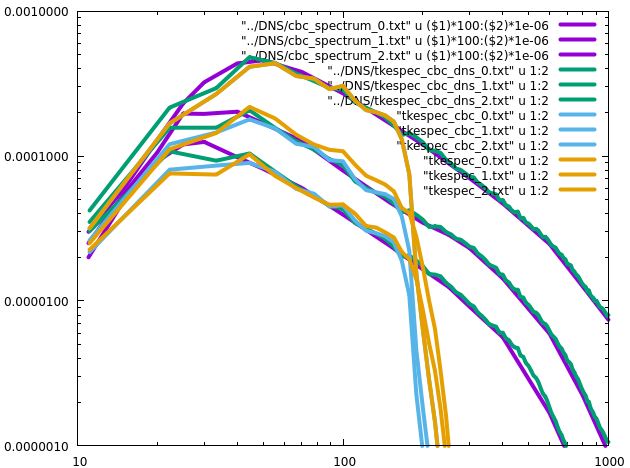 0.0010000
"../DNS/cbc_spectrum_0.txt" u ($1)*100:($2)*1e-06
"../DNS/cbc_spectrum_1.txt" u ($1)*100:($2)*1e-06
"../DNS/cbc_spectrum_2.txt" u ($1)*100:($2)*1e-06
"../DNS/tkespec_cbc_dns_0.txt" u 1:2
"../DNS/tkespec_cbc_dns_1.txt" u 1:2
"../DNS/tkespec_cbc_dns_2.txt" u 1:2
"tkespec_cbc_0.txt" u 1:2
"tkespec_cbc_1.txt" u 1:2
"tkespec_cbc_2.txt" u 1:2
0.0001000
"tkespec_0.txt" u 1:2
"tkespec_1.txt" u 1:2
"tkespec_2.txt" u 1:2
0.0000100
0.0000010
10 100 1000